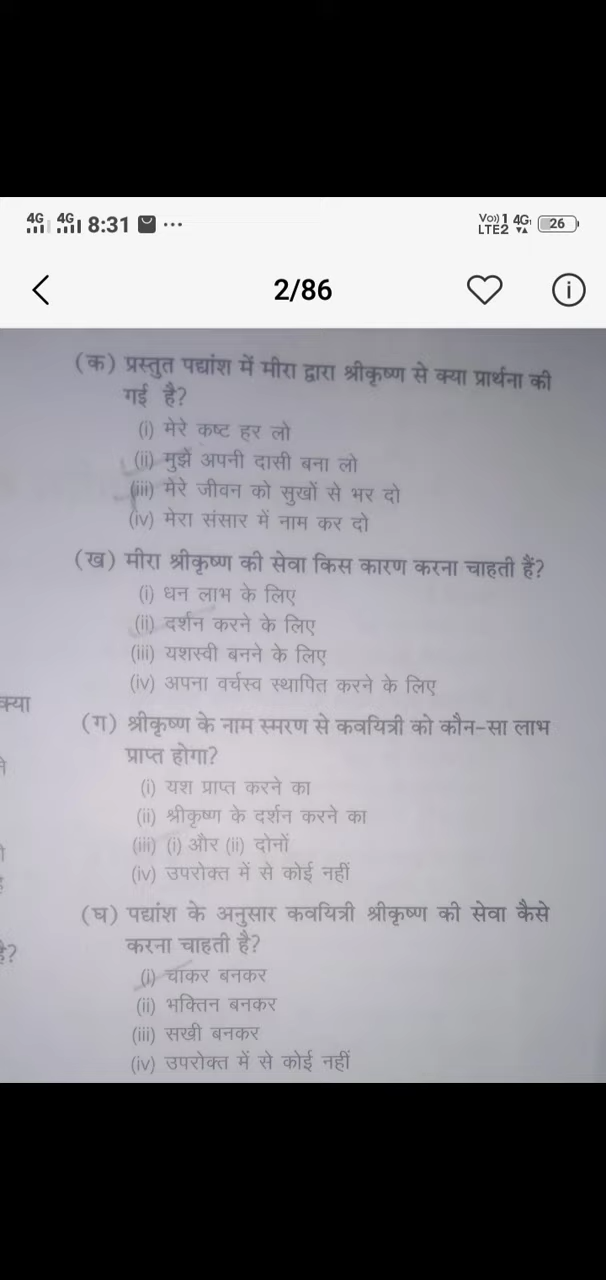 4G 4G 8:31 ... Vo) 1 4G LTE2 26
2/86
(क) प्रस्तुत पद्यांश में मीरा द्वारा श्रीकृष्ण से क्या प्रार्थना की
गई है?
(i) मेरे कष्ट हर लो
(ii) मुझे अपनी दासी बना लो
(iii) मेरे जीवन को सुखों से भर दो
(iv) मेरा संसार में नाम कर दो
(ख) मीरा श्रीकृष्ण की सेवा किस कारण करना चाहती हैं?
(i) धन लाभ के लिए
(ii) दर्शन करने के लिए
(iii) यशस्वी बनने के लिए
(iv) अपना वर्चस्व स्थापित करने के लिए
क्या
(ग) श्रीकृष्ण के नाम स्मरण से कवयित्री को कौन-सा लाभ
प्राप्त होगा?
(i) यश प्राप्त करने का
(ii) श्रीकृष्ण के दर्शन करने का
(iii) (i) और (ii) दोनों
(iv) उपरोक्त में से कोई नहीं
(घ) पद्यांश के अनुसार कवयित्री श्रीकृष्ण की सेवा कैसे
करना चाहती है?
(i) चाकर बनकर
(ii) भक्तिन बनकर
(iii) सखी बनकर
(iv) उपरोक्त में से कोई नहीं